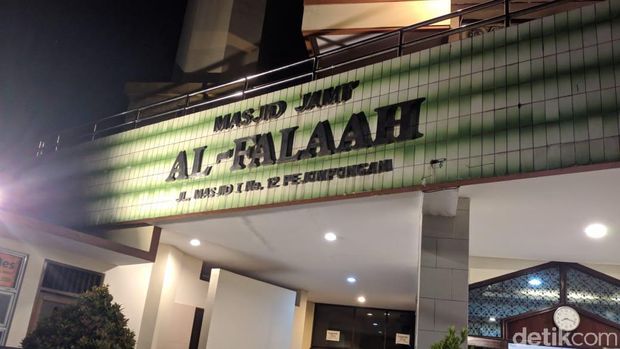 MASJID JAMI'
AL-FALAAH
JL. MASJID I No. 12 PEJOMPONGAN
detikcom